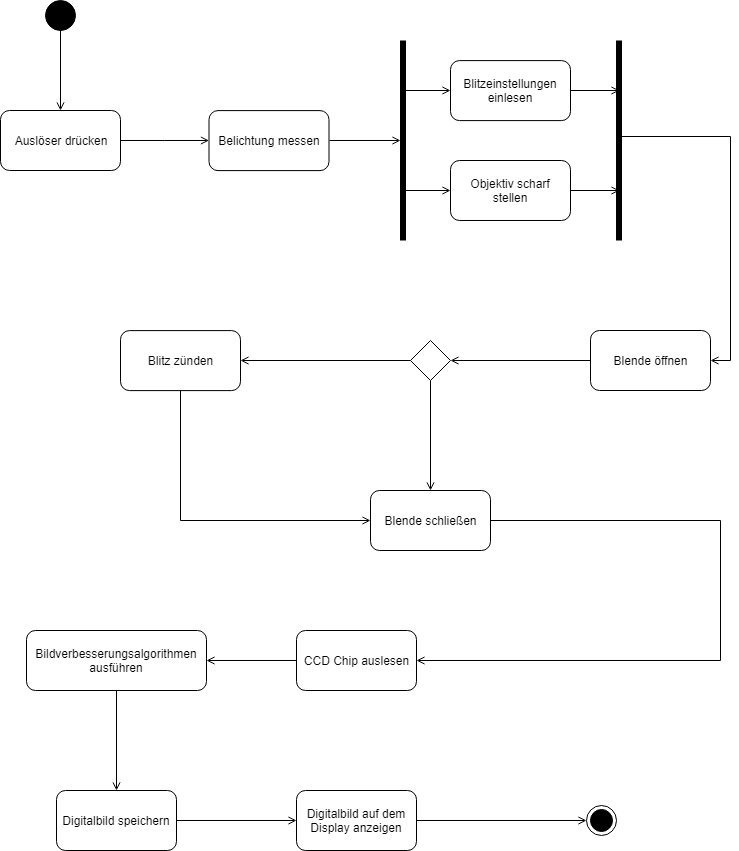 Auslöser drücken
Belichtung messen
Blitzeinstellungen
einlesen
Objektiv scharf
stellen
Blitz zünden
Blende öffnen
Blende schließen
Bildverbesserungsalgorithmen
ausführen
CCD Chip auslesen
Digitalbild speichern
Digitalbild auf dem
Display anzeigen